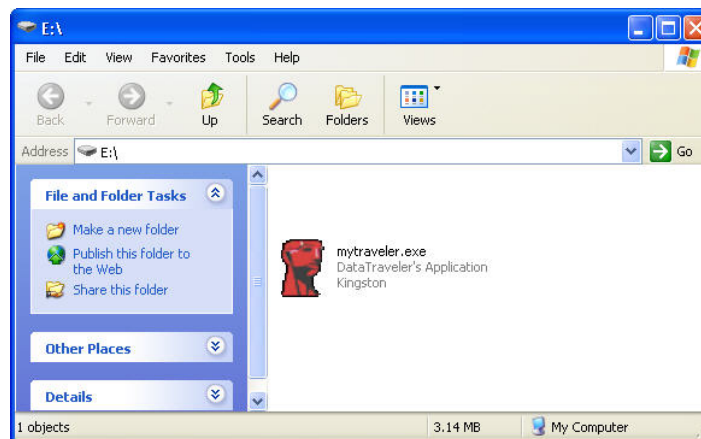 E:\
File Edit View Favorites Tools Help
Back Forward Up Search Folders Views
Address E:\ Go
File and Folder Tasks
Make a new folder
Publish this folder to
the Web
Share this folder
Other Places
Details
mytraveler.exe
DataTraveler's Application
Kingston
1 objects 3.14 MB My Computer